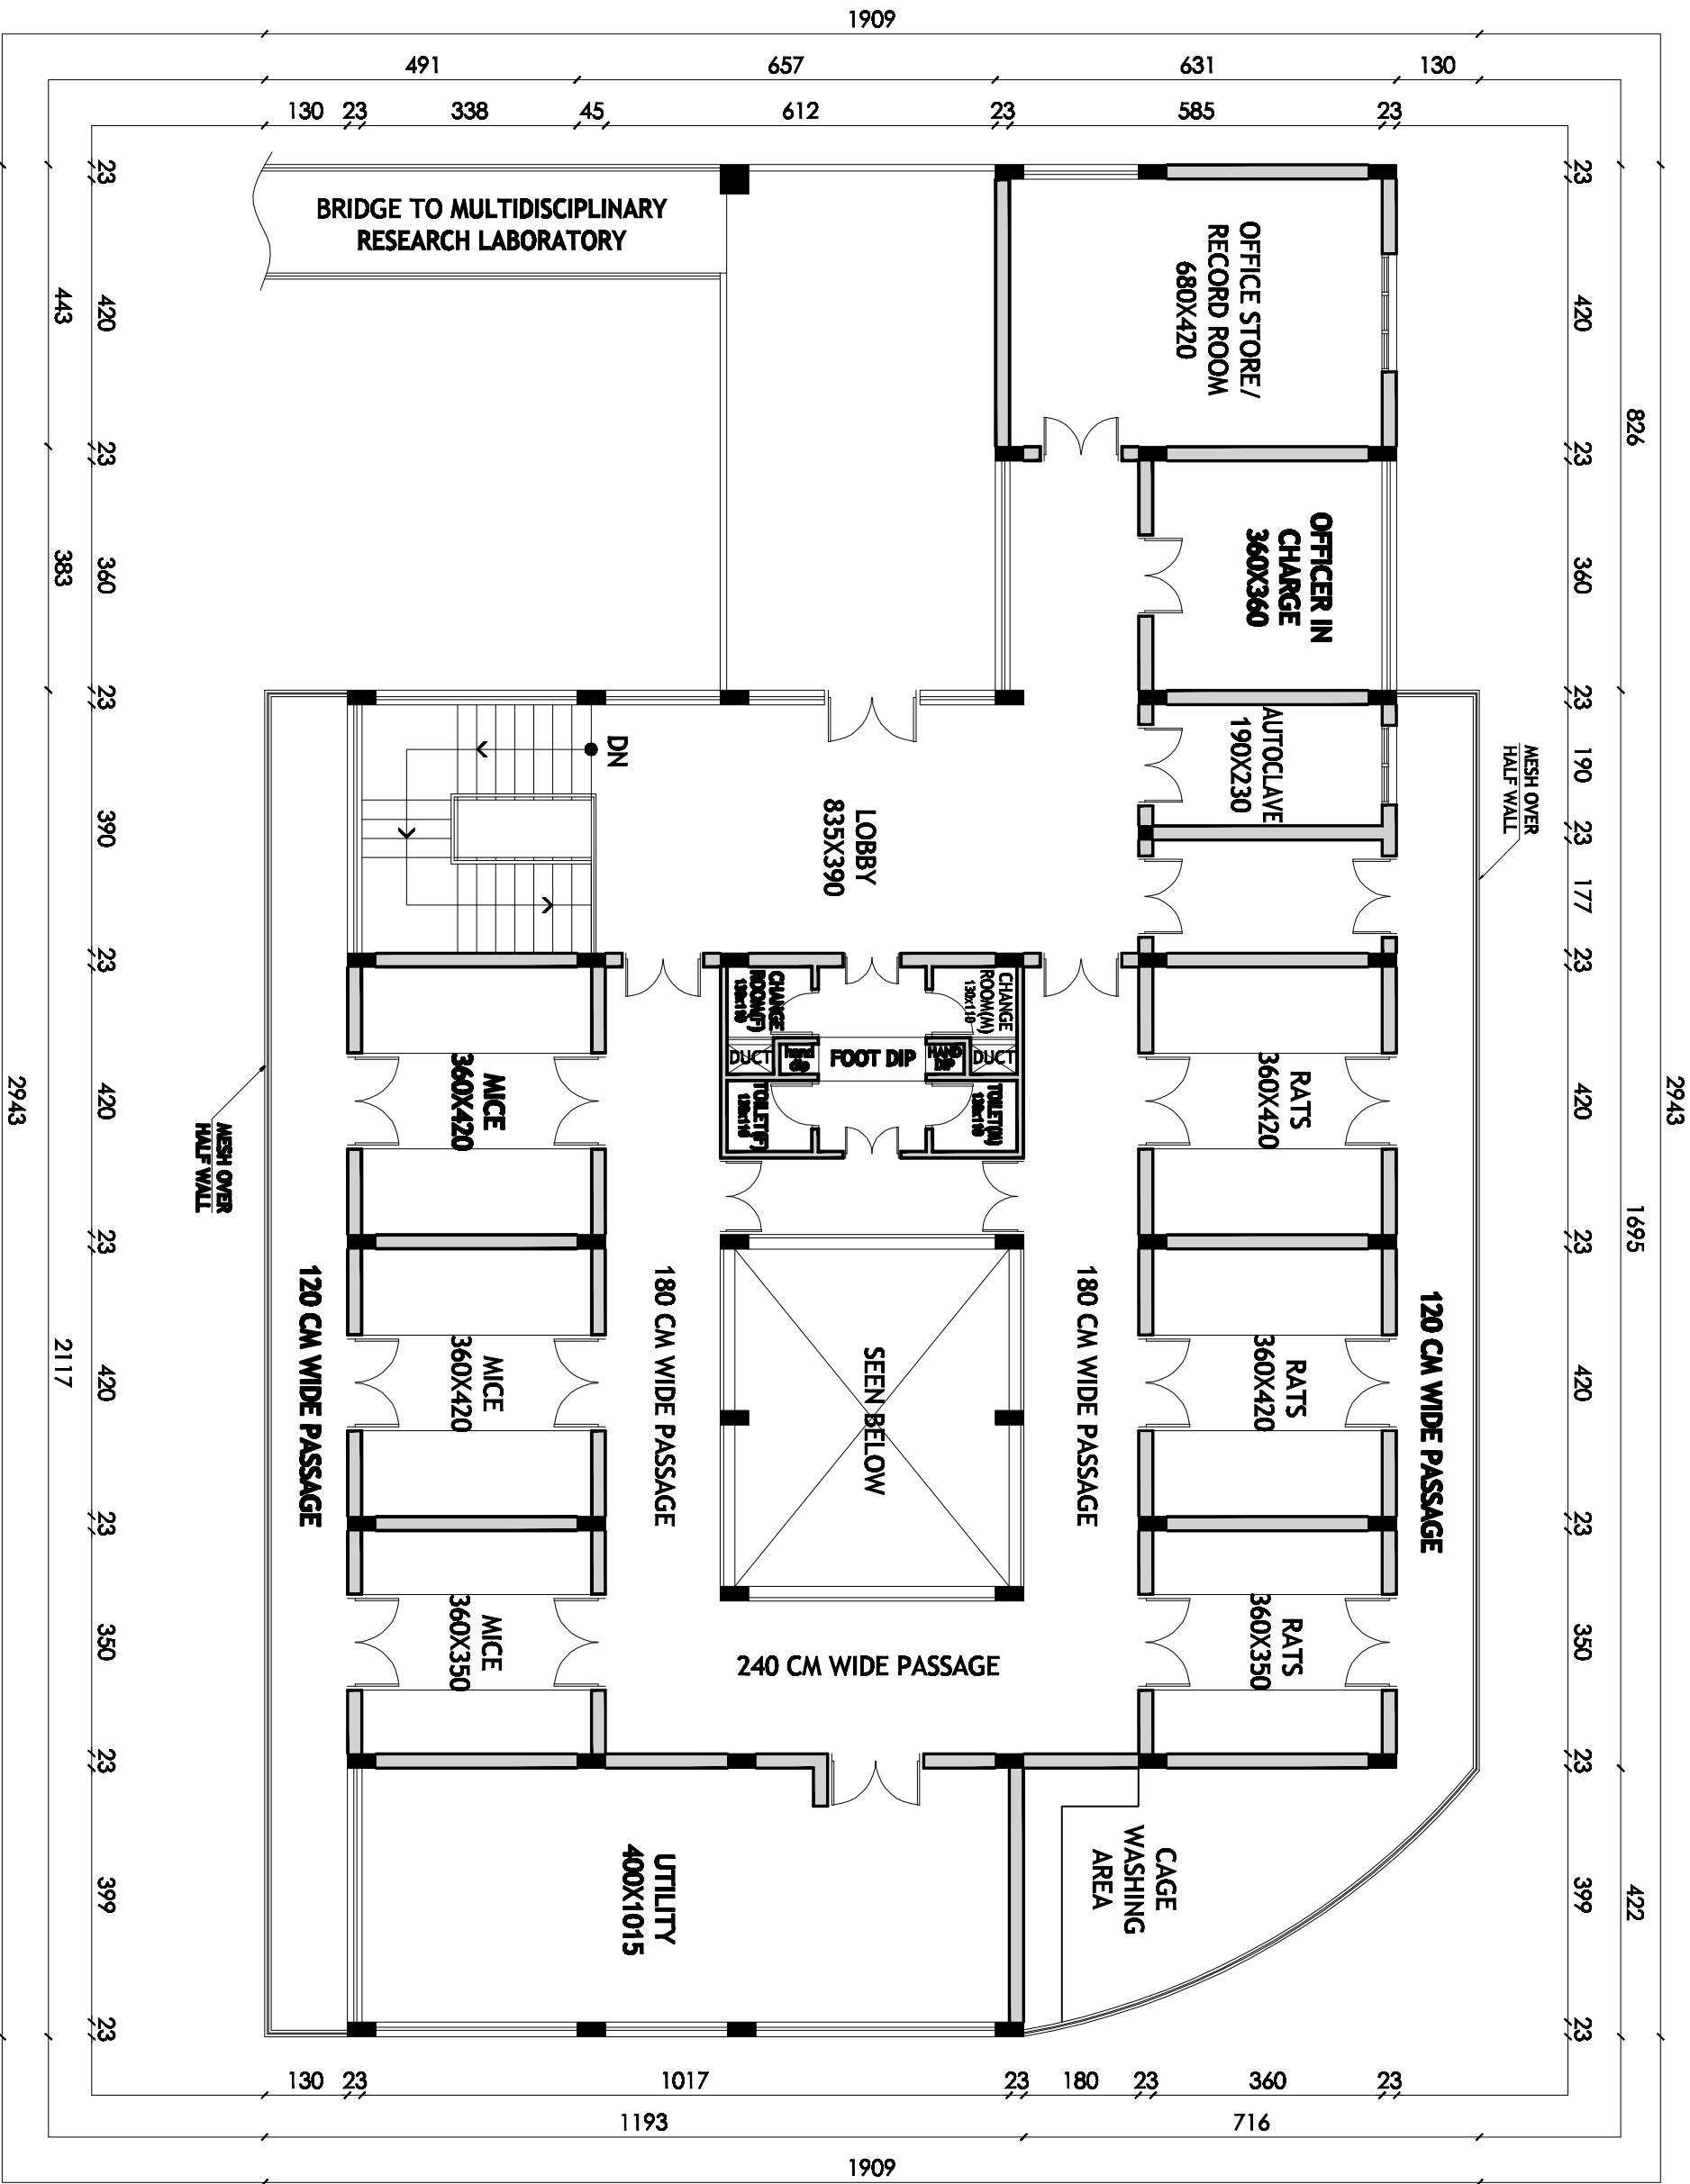 1909
491 657 631 130
130 23 338 45 612 23 585 23
BRIDGE TO MULTIDISCIPLINARY
RESEARCH LABORATORY
OFFICE STORE/
RECORD ROOM
680X420
OFFICER IN
CHARGE
360X360
AUTOCLAVE
190X230
MESH OVER
HALF WALL
DN
LOBBY
835X390
CHANGE
ROOM(F)
130x110
CHANGE
ROOM(M)
130x110
DUCT
hand
dip
FOOT DIP
HAND
DIP
DUCT
TOILET(F)
130x110
TOILET(M)
130x110
MICE
360X420
RATS
360X420
MESH OVER
HALF WALL
120 CM WIDE PASSAGE
180 CM WIDE PASSAGE
SEEN BELOW
180 CM WIDE PASSAGE
120 CM WIDE PASSAGE
MICE
360X420
RATS
360X420
MICE
360X350
RATS
360X350
240 CM WIDE PASSAGE
UTILITY
400X1015
CAGE
WASHING
AREA
23 420 23 360 23 390 23 420 23 420 23 350 23 399 23
443 383 2117
2943
23 420 23 360 23 190 23 177 23 420 23 420 23 350 23 399 23
826 1695 422
2943
130 23 1017 23 180 23 360 23
1193 716
1909